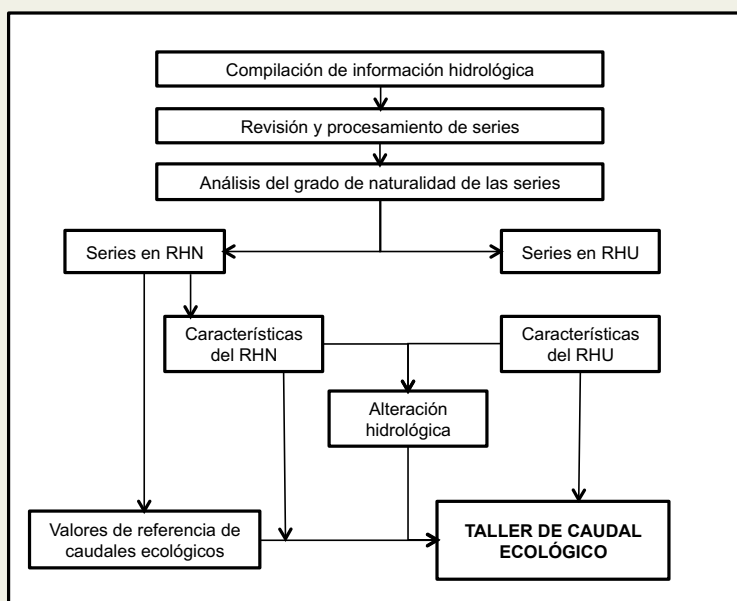 Compilación de información hidrológica
Revisión y procesamiento de series
Análisis del grado de naturalidad de las series
Series en RHN
Series en RHU
Características
del RHN
Características
del RHU
Alteración
hidrológica
Valores de referencia de
caudales ecológicos
TALLER DE CAUDAL
ECOLÓGICO